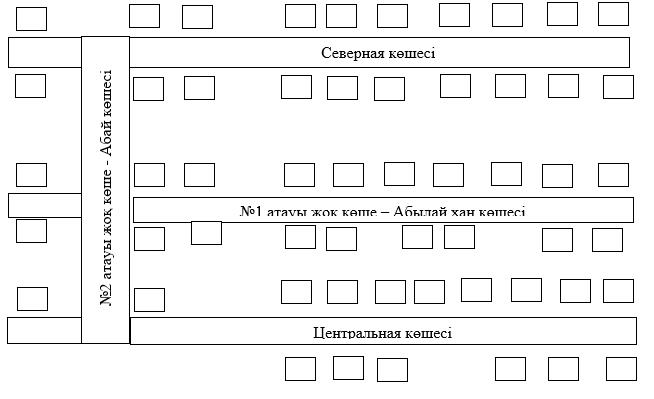 Северная көшесі
№2 атауы жоқ көше - Абай көшесі
№1 атауы жоқ көше – Абылай хан көшесі
Центральная көшесі